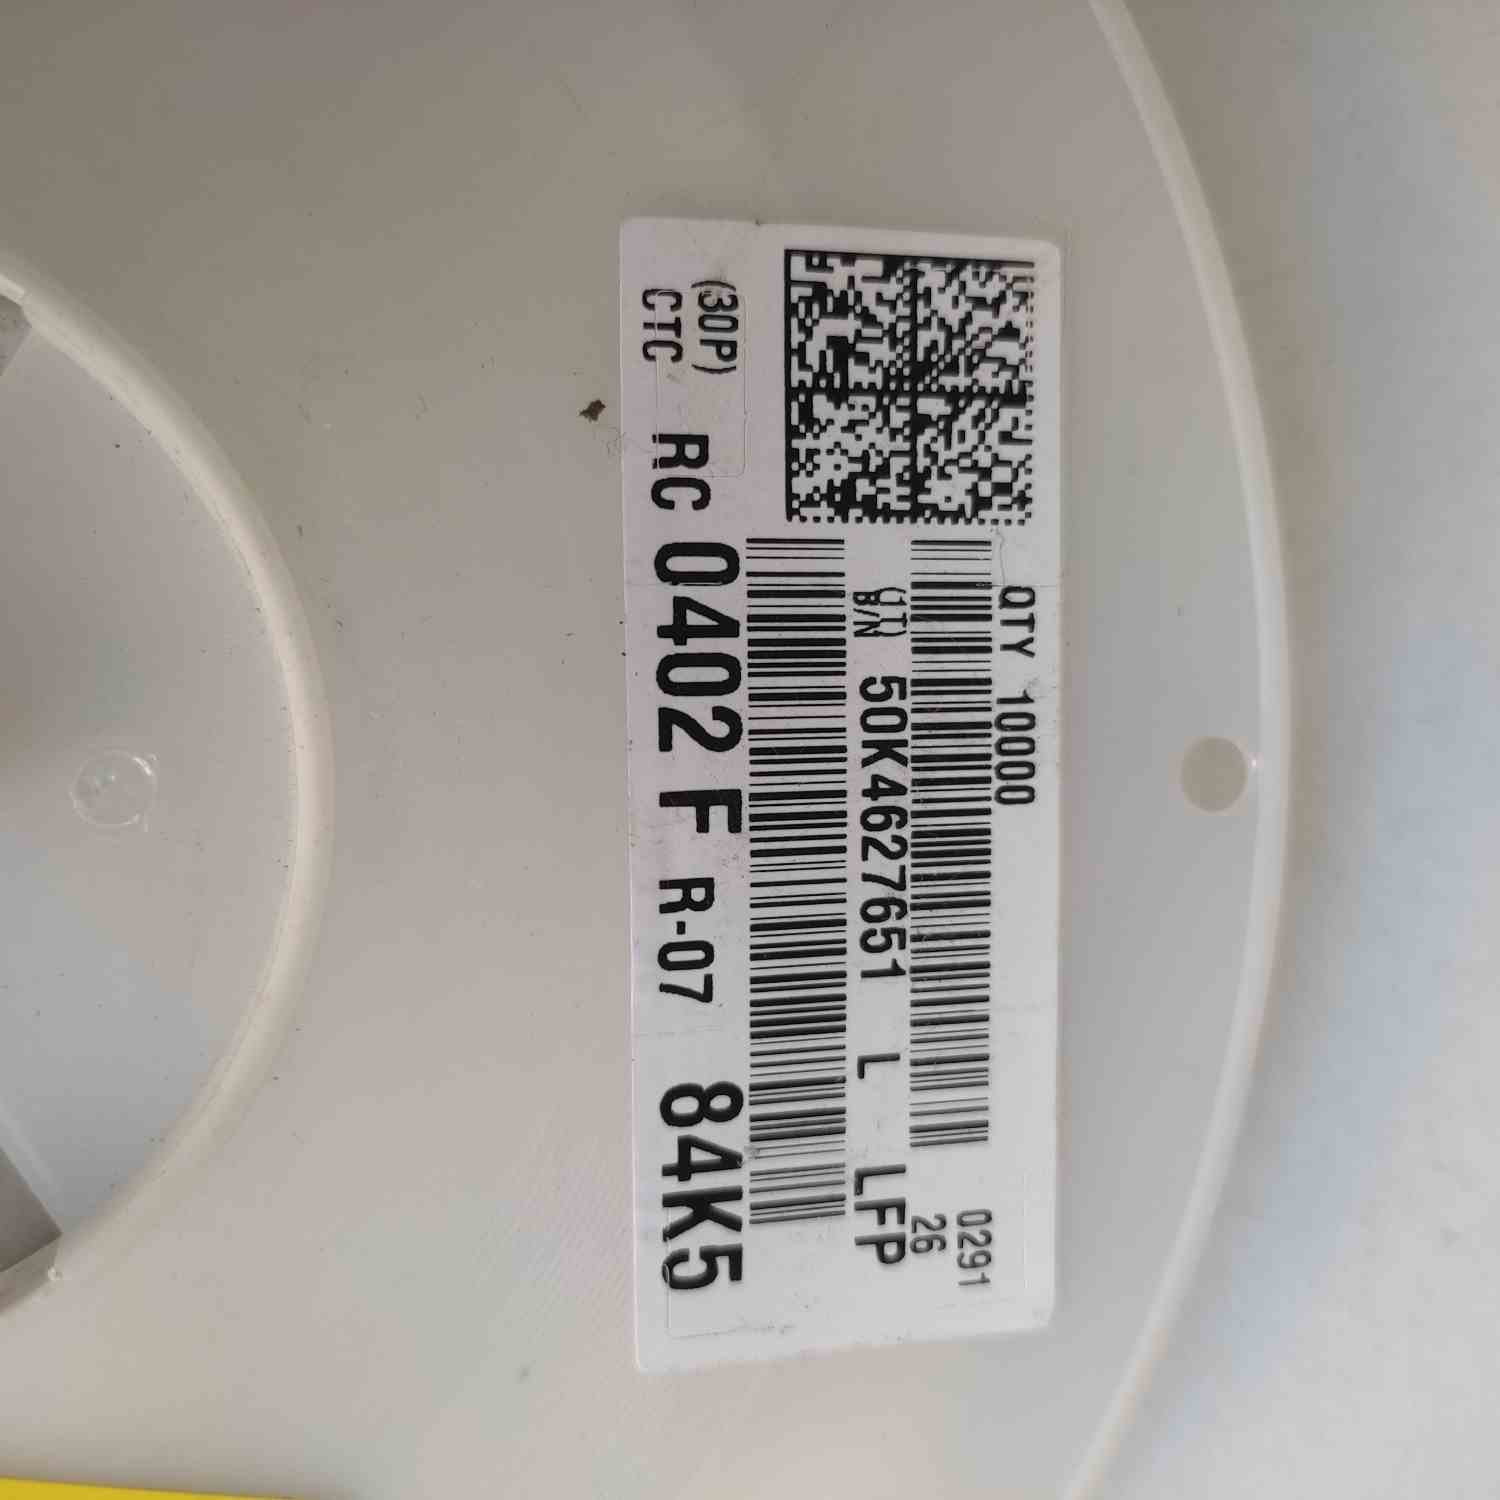 QTY 10000
0291
26
(1T)
B/N 50K4627651 L LFP
(30P)
CTC RC 0402 F R-07 84K5